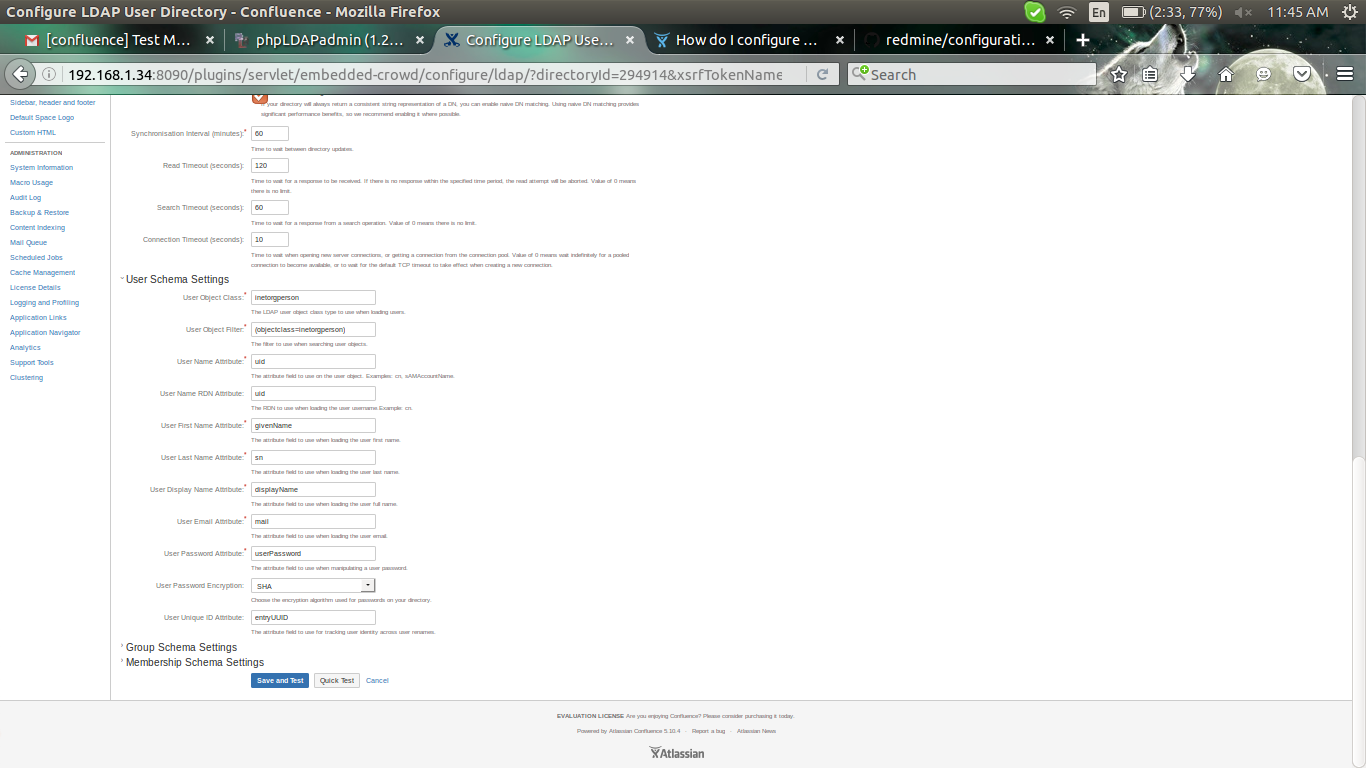 Configure LDAP User Directory - Confluence - Mozilla Firefox
En
(2:33, 77%)
11:45 AM
[confluence] Test M... ×
phpLDAPadmin (1.2.... ×
Configure LDAP Use... ×
How do I configure ... ×
redmine/configurati... ×
192.168.1.34:8090/plugins/servlet/embedded-crowd/configure/ldap/?directoryId=294914&xsrfTokenName
Search
Sidebar, header and footer
Default Space Logo
Custom HTML
ADMINISTRATION
System Information
Macro Usage
Audit Log
Backup & Restore
Content Indexing
Mail Queue
Scheduled Jobs
Cache Management
License Details
Logging and Profiling
Application Links
Application Navigator
Analytics
Support Tools
Clustering
If your directory will always return a consistent string representation of a DN, you can enable naive DN matching. Using naive DN matching provides
significant performance benefits, so we recommend enabling it where possible.
Synchronisation Interval (minutes):* 60
Time to wait between directory updates.
Read Timeout (seconds): 120
Time to wait for a response to be received. If there is no response within the specified time period, the read attempt will be aborted. Value of 0 means
there is no limit.
Search Timeout (seconds): 60
Time to wait for a response from a search operation. Value of 0 means there is no limit.
Connection Timeout (seconds): 10
Time to wait when opening new server connections, or getting a connection from the connection pool. Value of 0 means wait indefinitely for a pooled
connection to become available, or to wait for the default TCP timeout to take effect when creating a new connection.
User Schema Settings
User Object Class:* inetorgperson
The LDAP user object class type to use when loading users.
User Object Filter:* (objectclass=inetorgperson)
The filter to use when searching user objects.
User Name Attribute:* uid
The attribute field to use on the user object. Examples: cn, sAMAccountName.
User Name RDN Attribute: uid
The RDN to use when loading the user username.Example: cn.
User First Name Attribute:* givenName
The attribute field to use when loading the user first name.
User Last Name Attribute:* sn
The attribute field to use when loading the user last name.
User Display Name Attribute:* displayName
The attribute field to use when loading the user full name.
User Email Attribute:* mail
The attribute field to use when loading the user email.
User Password Attribute:* userPassword
The attribute field to use when manipulating a user password.
User Password Encryption: SHA
Choose the encryption algorithm used for passwords on your directory.
User Unique ID Attribute: entryUUID
The attribute field to use for tracking user identity across user renames.
Group Schema Settings
Membership Schema Settings
Save and Test
Quick Test
Cancel
EVALUATION LICENSE Are you enjoying Confluence? Please consider purchasing it today.
Powered by Atlassian Confluence 5.10.4 · Report a bug · Atlassian News
Atlassian